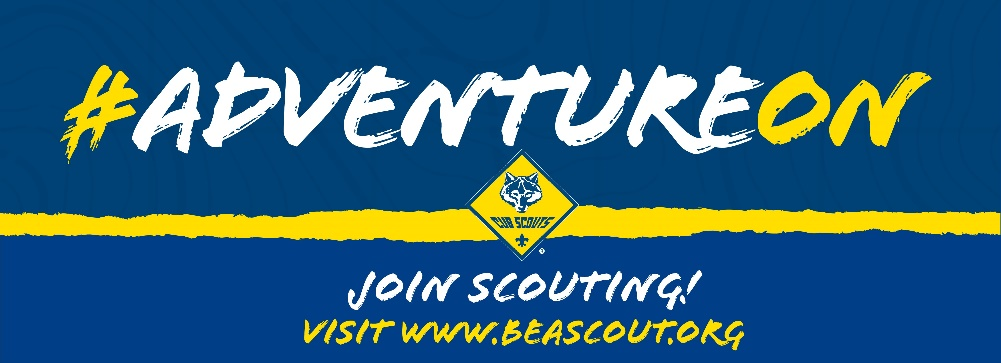 #ADVENTUREON
CUB SCOUTS
JOIN SCOUTING!
VISIT WWW.BEASCOUT.ORG